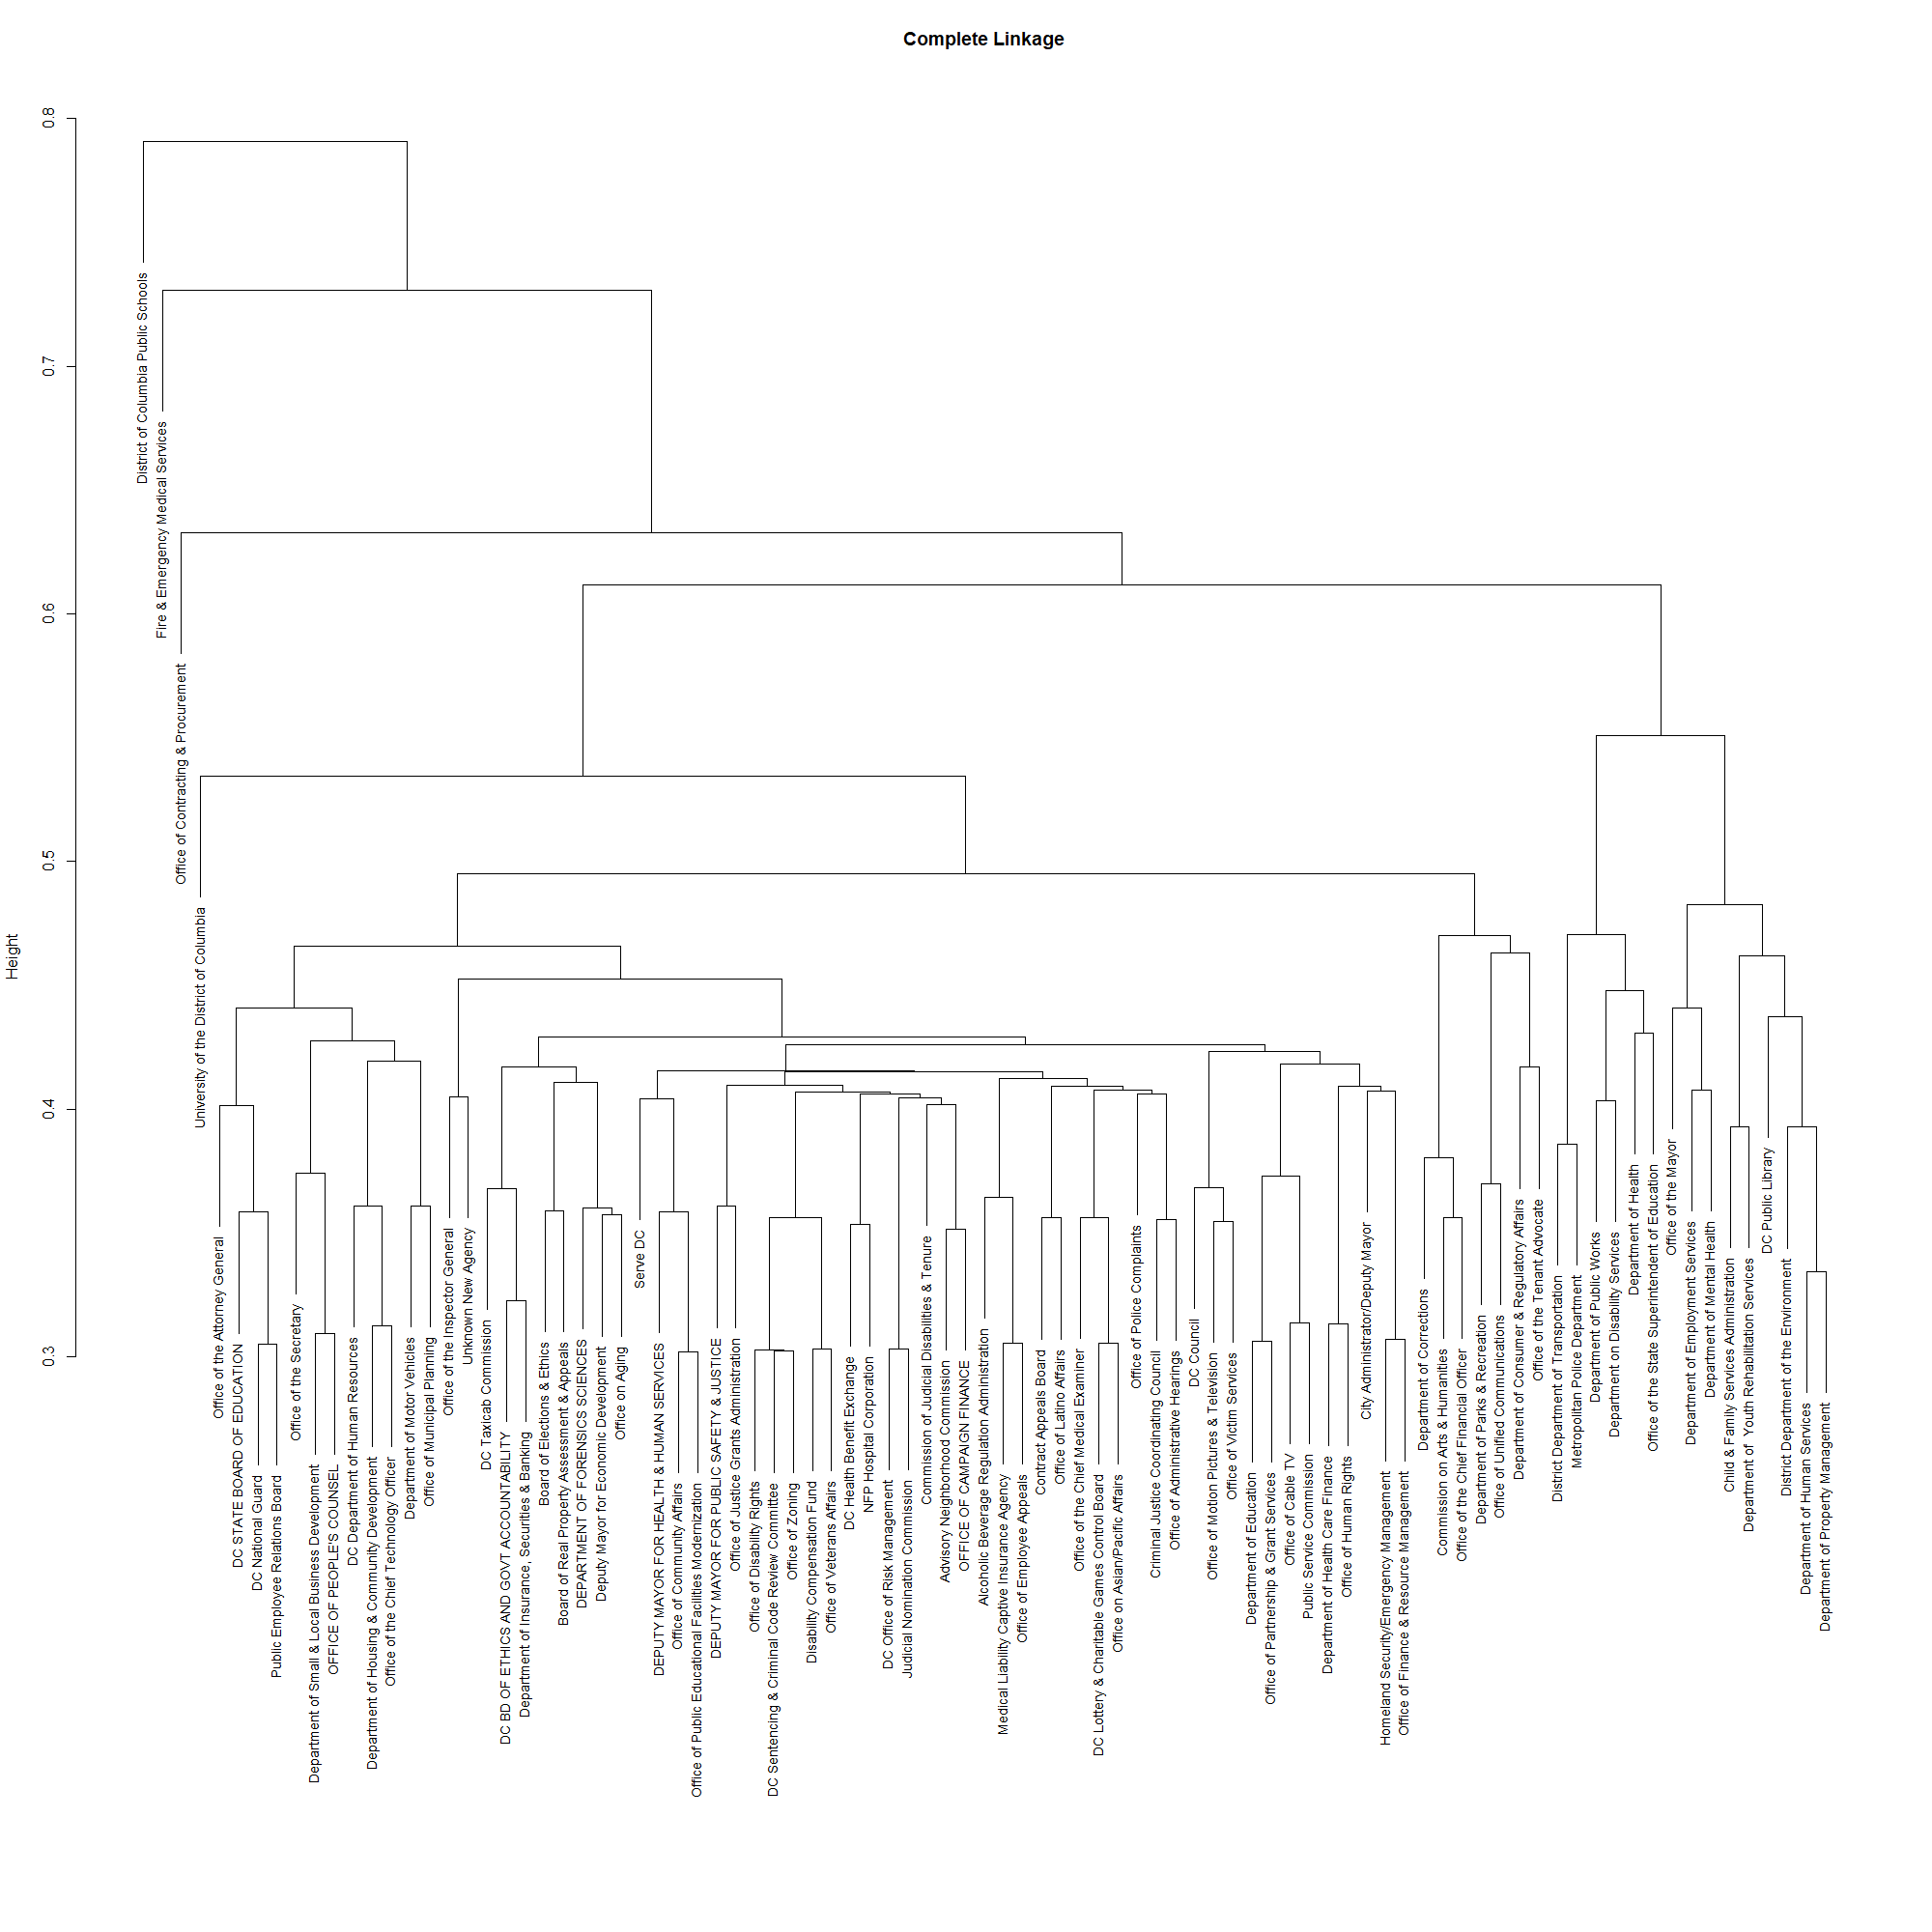 Complete Linkage
Height
0.8
0.7
0.6
0.5
0.4
0.3
District of Columbia Public Schools
Fire & Emergency Medical Services
Office of Contracting & Procurement
University of the District of Columbia
Office of the Attorney General
DC STATE BOARD OF EDUCATION
DC National Guard
Public Employee Relations Board
Office of the Secretary
Department of Small & Local Business Development
OFFICE OF PEOPLE'S COUNSEL
DC Department of Human Resources
Department of Housing & Community Development
Office of the Chief Technology Officer
Department of Motor Vehicles
Office of Municipal Planning
Office of the Inspector General
Unknown New Agency
DC Taxicab Commission
DC BD OF ETHICS AND GOVT ACCOUNTABILITY
Department of Insurance, Securities & Banking
Board of Elections & Ethics
Board of Real Property Assessment & Appeals
DEPARTMENT OF FORENSICS SCIENCES
Deputy Mayor for Economic Development
Office on Aging
Serve DC
DEPUTY MAYOR FOR HEALTH & HUMAN SERVICES
Office of Community Affairs
Office of Public Educational Facilities Modernization
DEPUTY MAYOR FOR PUBLIC SAFETY & JUSTICE
Office of Justice Grants Administration
Office of Disability Rights
DC Sentencing & Criminal Code Review Committee
Office of Zoning
Disability Compensation Fund
Office of Veterans Affairs
DC Health Benefit Exchange
NFP Hospital Corporation
DC Office of Risk Management
Judicial Nomination Commission
Commission of Judicial Disabilities & Tenure
Advisory Neighborhood Commission
OFFICE OF CAMPAIGN FINANCE
Alcoholic Beverage Regulation Administration
Medical Liability Captive Insurance Agency
Office of Employee Appeals
Contract Appeals Board
Office of Latino Affairs
Office of the Chief Medical Examiner
DC Lottery & Charitable Games Control Board
Office on Asian/Pacific Affairs
Office of Police Complaints
Criminal Justice Coordinating Council
Office of Administrative Hearings
DC Council
Office of Motion Pictures & Television
Office of Victim Services
Department of Education
Office of Partnership & Grant Services
Office of Cable TV
Public Service Commission
Department of Health Care Finance
Office of Human Rights
City Administrator/Deputy Mayor
Homeland Security/Emergency Management
Office of Finance & Resource Management
Department of Corrections
Commission on Arts & Humanities
Office of the Chief Financial Officer
Department of Parks & Recreation
Office of Unified Communications
Department of Consumer & Regulatory Affairs
Office of the Tenant Advocate
District Department of Transportation
Metropolitan Police Department
Department of Public Works
Department on Disability Services
Department of Health
Office of the State Superintendent of Education
Office of the Mayor
Department of Employment Services
Department of Mental Health
Child & Family Services Administration
Department of  Youth Rehabilitation Services
DC Public Library
District Department of the Environment
Department of Human Services
Department of Property Management